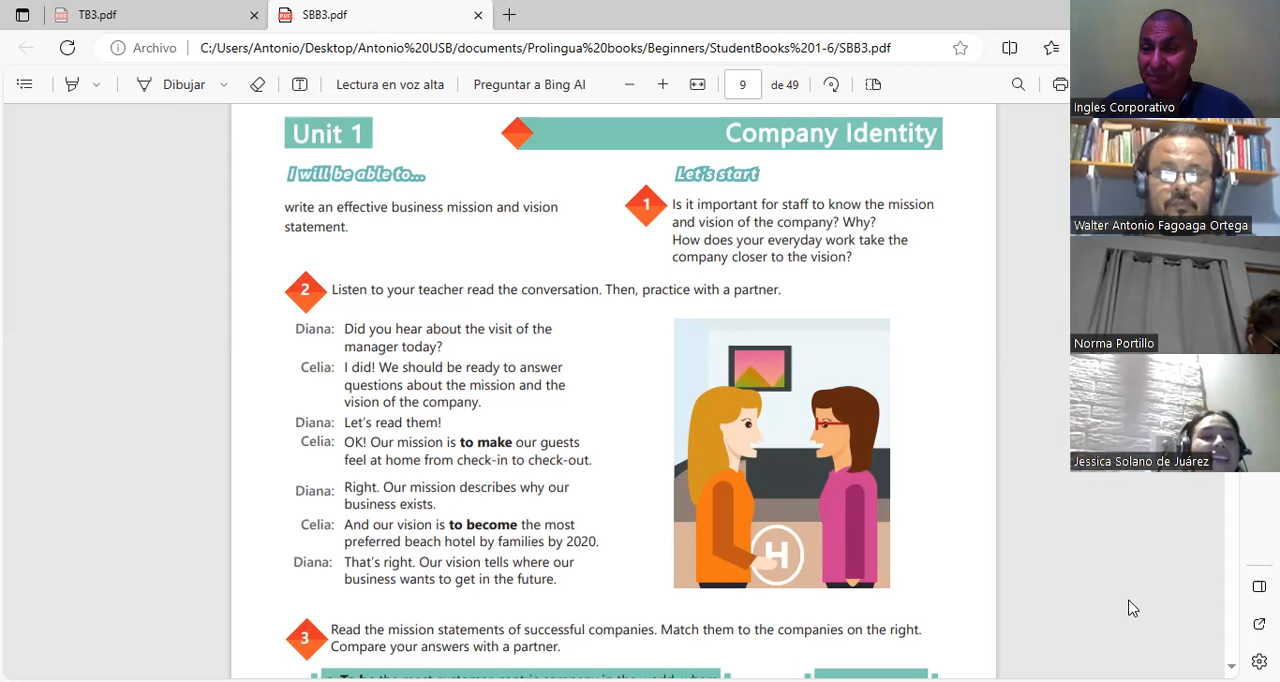 TB3.pdf
SBB3.pdf
Archivo
C:/Users/Antonio/Desktop/Antonio%20USB/documents/Prolingua%20books/Beginners/StudentBooks%201-6/SBB3.pdf
Dibujar
Lectura en voz alta
Preguntar a Bing AI
9
de 49
Unit 1
Company Identity
I will be able to...
write an effective business mission and vision
statement.
Let's start
1
Is it important for staff to know the mission
and vision of the company? Why?
How does your everyday work take the
company closer to the vision?
2
Listen to your teacher read the conversation. Then, practice with a partner.
Diana: Did you hear about the visit of the
manager today?
Celia: I did! We should be ready to answer
questions about the mission and the
vision of the company.
Diana: Let's read them!
Celia: OK! Our mission is to make our guests
feel at home from check-in to check-out.
Diana: Right. Our mission describes why our
business exists.
Celia: And our vision is to become the most
preferred beach hotel by families by 2020.
Diana: That's right. Our vision tells where our
business wants to get in the future.
H
3
Read the mission statements of successful companies. Match them to the companies on the right.
Compare your answers with a partner.
Ingles Corporativo
Walter Antonio Fagoaga Ortega
Norma Portillo
Jessica Solano de Juárez